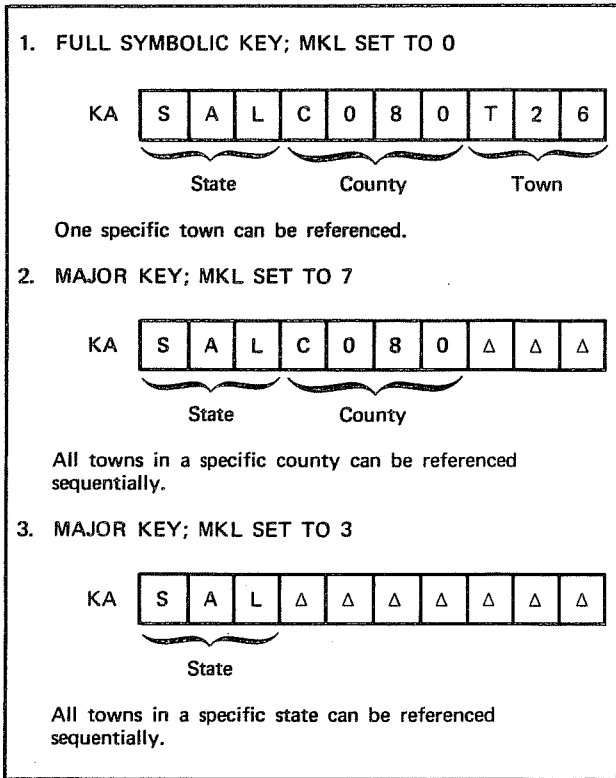 1. FULL SYMBOLIC KEY; MKL SET TO 0
KA S A L C 0 8 0 T 2 6
State County Town
One specific town can be referenced.
2. MAJOR KEY; MKL SET TO 7
KA S A L C 0 8 0 Δ Δ Δ
State County
All towns in a specific county can be referenced
sequentially.
3. MAJOR KEY; MKL SET TO 3
KA S A L Δ Δ Δ Δ Δ Δ Δ
State
All towns in a specific state can be referenced
sequentially.